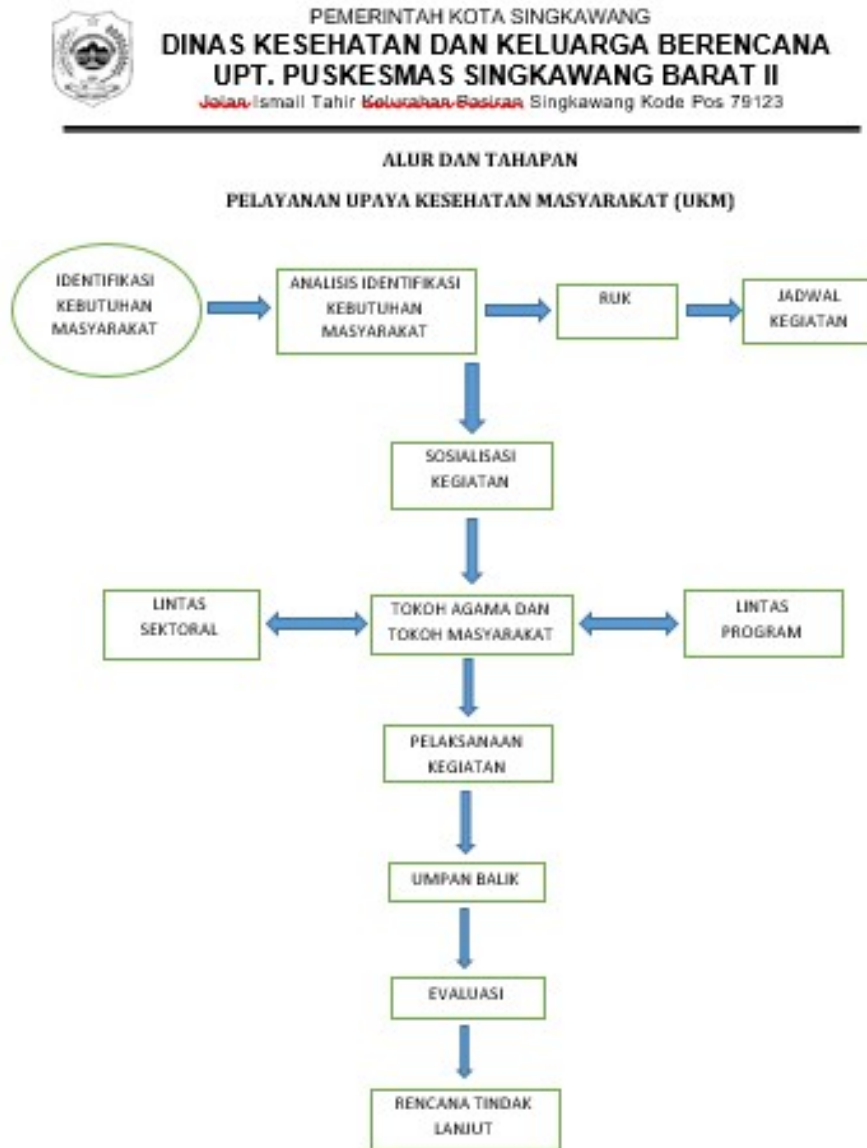 PEMERINTAH KOTA SINGKAWANG
DINAS KESEHATAN DAN KELUARGA BERENCANA
UPT. PUSKESMAS SINGKAWANG BARAT II
Jalan Ismail Tahir Kelurahan Pasiran Singkawang Kode Pos 79123
ALUR DAN TAHAPAN
PELAYANAN UPAYA KESEHATAN MASYARAKAT (UKM)
IDENTIFIKASI
KEBUTUHAN
MASYARAKAT
ANALISIS IDENTIFIKASI
KEBUTUHAN
MASYARAKAT
RUK
JADWAL
KEGIATAN
SOSIALISASI
KEGIATAN
LINTAS
SEKTORAL
TOKOH AGAMA DAN
TOKOH MASYARAKAT
LINTAS
PROGRAM
PELAKSANAAN
KEGIATAN
UMPAN BALIK
EVALUASI
RENCANA TINDAK
LANJUT